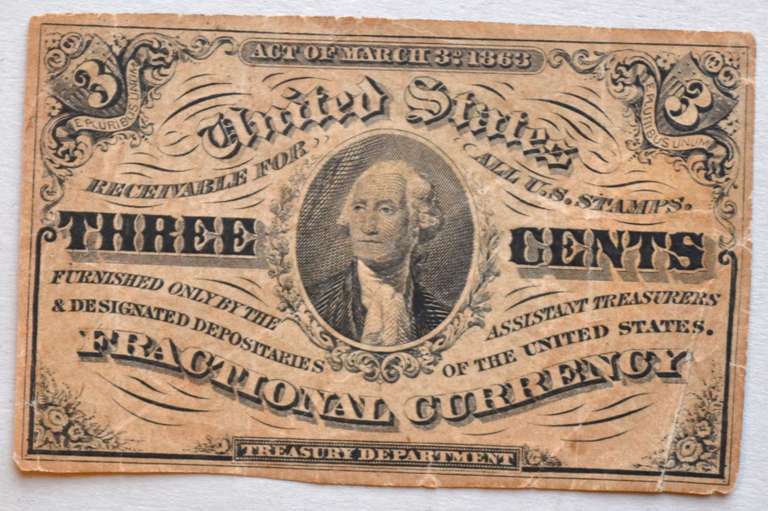 ACT OF MARCH 3º 1863
3 3
E PLURIBUS UNUM E PLURIBUS UNUM
United States
RECEIVABLE FOR ALL U.S. STAMPS.
THREE CENTS
FURNISHED ONLY BY THE ASSISTANT TREASURERS
& DESIGNATED DEPOSITARIES OF THE UNITED STATES.
FRACTIONAL CURRENCY
TREASURY DEPARTMENT